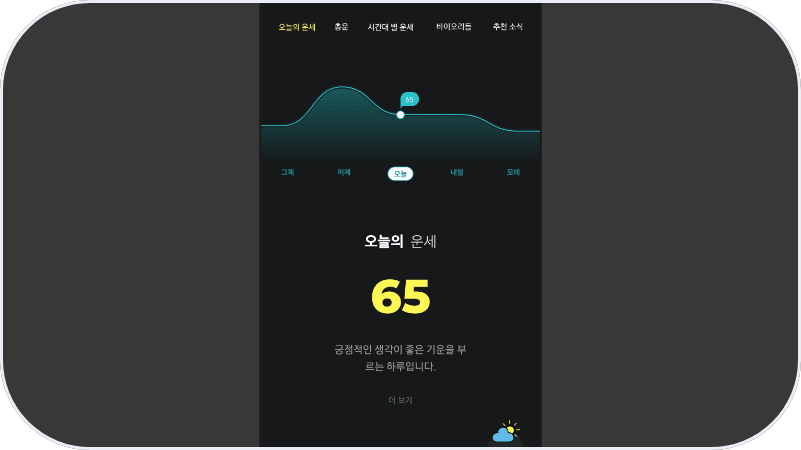 오늘의 운세 총운 시간대 별 운세 바이오리듬 추천 소식
65
그제 어제 오늘 내일 모레
오늘의 운세
65
긍정적인 생각이 좋은 기운을 부
르는 하루입니다.
더 보기